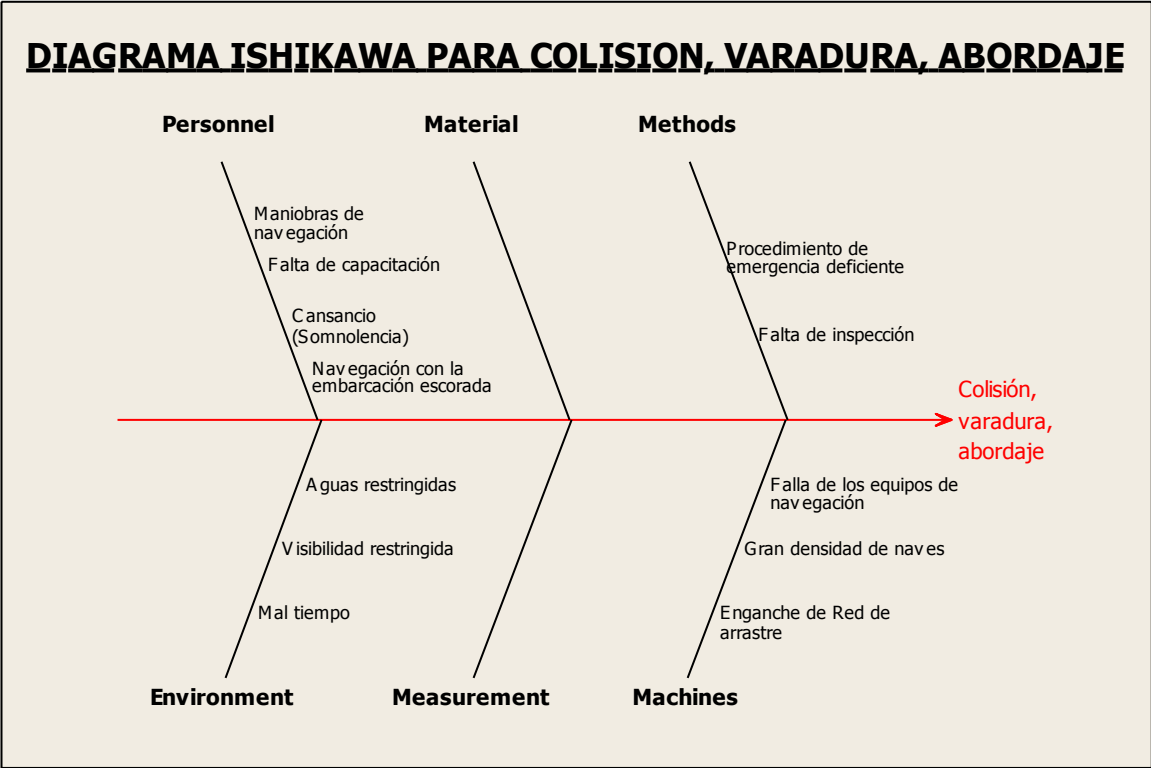 DIAGRAMA ISHIKAWA PARA COLISION, VARADURA, ABORDAJE
Personnel
Material
Methods
Maniobras de
navegación
Falta de capacitación
Cansancio
(Somnolencia)
Navegación con la
embarcación escorada
Procedimiento de
emergencia deficiente
Falta de inspección
Colisión,
varadura,
abordaje
Aguas restringidas
Visibilidad restringida
Mal tiempo
Falla de los equipos de
navegación
Gran densidad de naves
Enganche de Red de
arrastre
Environment
Measurement
Machines